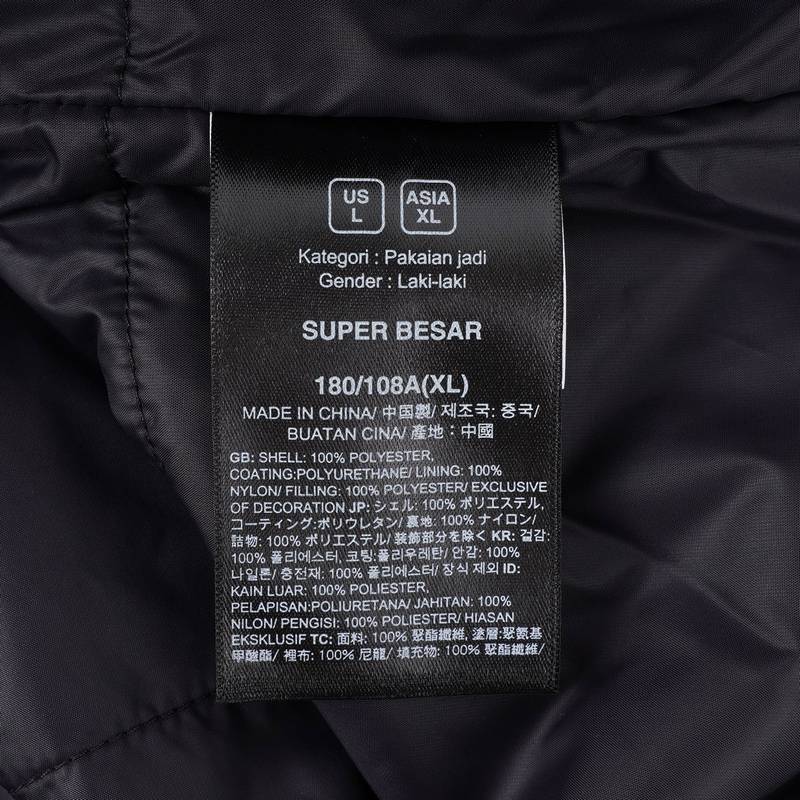 US ASIA
L XL
Kategori : Pakaian jadi
Gender : Laki-laki
SUPER BESAR
180/108A(XL)
MADE IN CHINA/ 中国製/ 제조국: 중국/
BUATAN CINA/ 產地：中國
GB: SHELL: 100% POLYESTER,
COATING:POLYURETHANE/ LINING: 100%
NYLON/ FILLING: 100% POLYESTER/ EXCLUSIVE
OF DECORATION JP: シェル: 100% ポリエステル,
コーティング:ポリウレタン/ 裏地: 100% ナイロン/
詰物: 100% ポリエステル/ 装飾部分を除く KR: 겉감:
100% 폴리에스터, 코팅:폴리우레탄/ 안감: 100%
나일론/ 충전재: 100% 폴리에스터/ 장식 제외 ID:
KAIN LUAR: 100% POLIESTER,
PELAPISAN:POLIURETANA/ JAHITAN: 100%
NILON/ PENGISI: 100% POLIESTER/ HIASAN
EKSKLUSIF TC: 面料: 100% 聚酯纖維, 塗層:聚氨基
甲酸酯/ 裡布: 100% 尼龍/ 填充物: 100% 聚酯纖維/